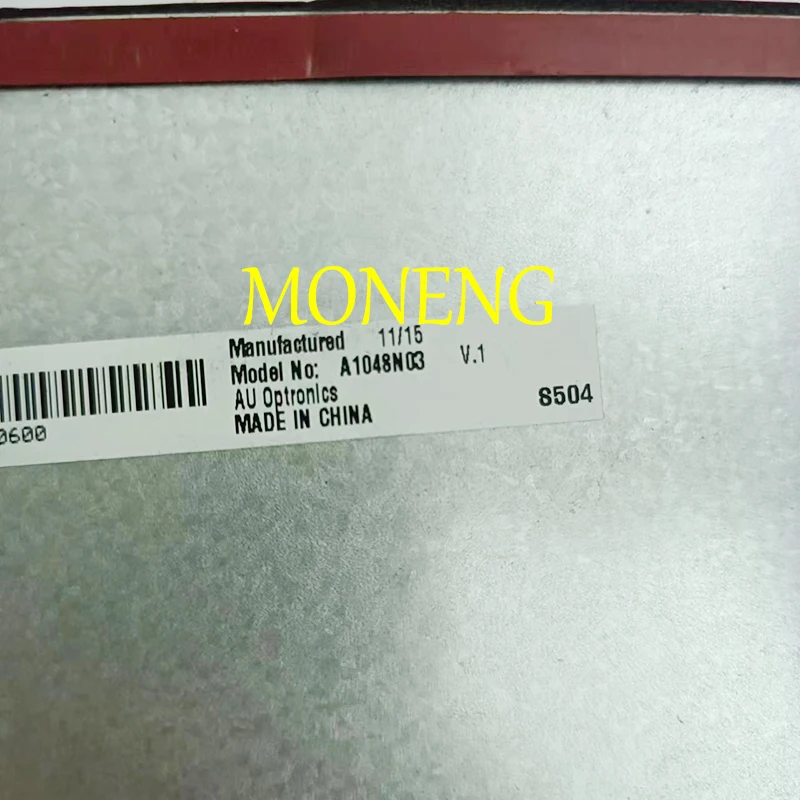 MONENG
Manufactured 11/15
Model No: A1048N03 V.1
AU Optronics
MADE IN CHINA
8504
0600